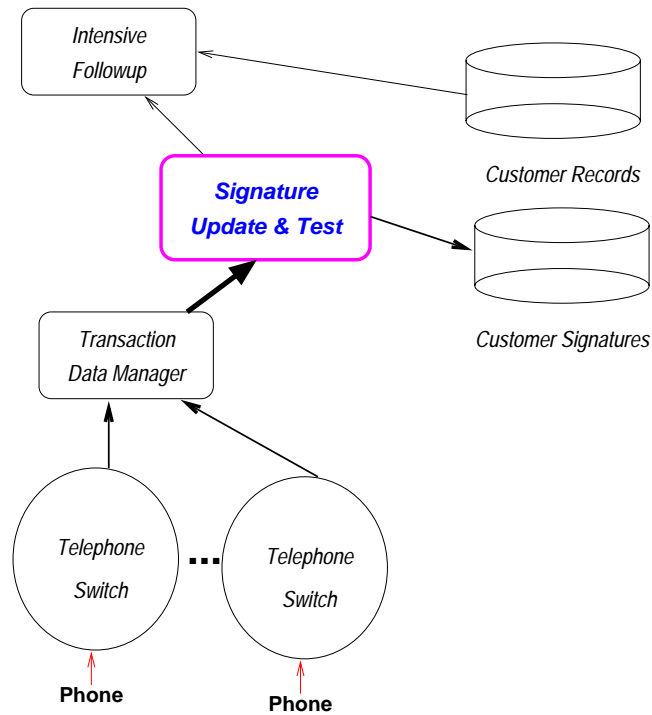 Intensive
Followup
Customer Records
Signature
Update & Test
Customer Signatures
Transaction
Data Manager
Telephone
Switch
...
Telephone
Switch
Phone
Phone